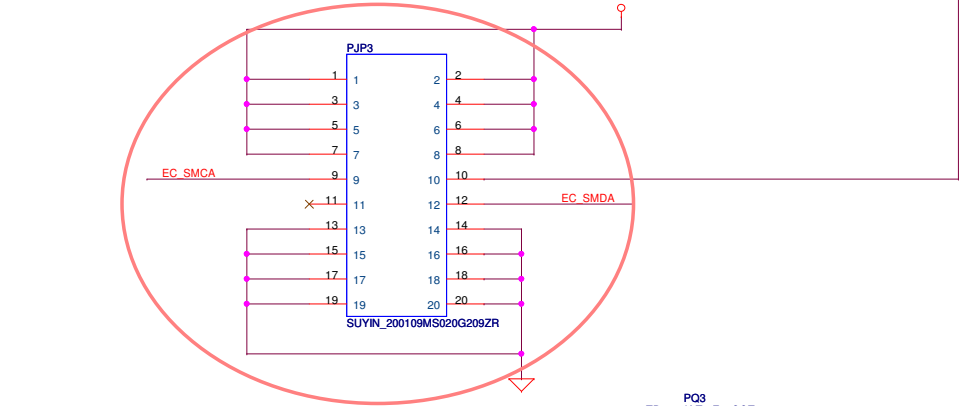 PJP3
1 1 2 2
3 3 4 4
5 5 6 6
7 7 8 8
EC_SMCA 9 9 10 10
11 11 12 12 EC_SMDA
13 13 14 14
15 15 16 16
17 17 18 18
19 19 20 20
SUYIN_200109MS020G209ZR
PQ3